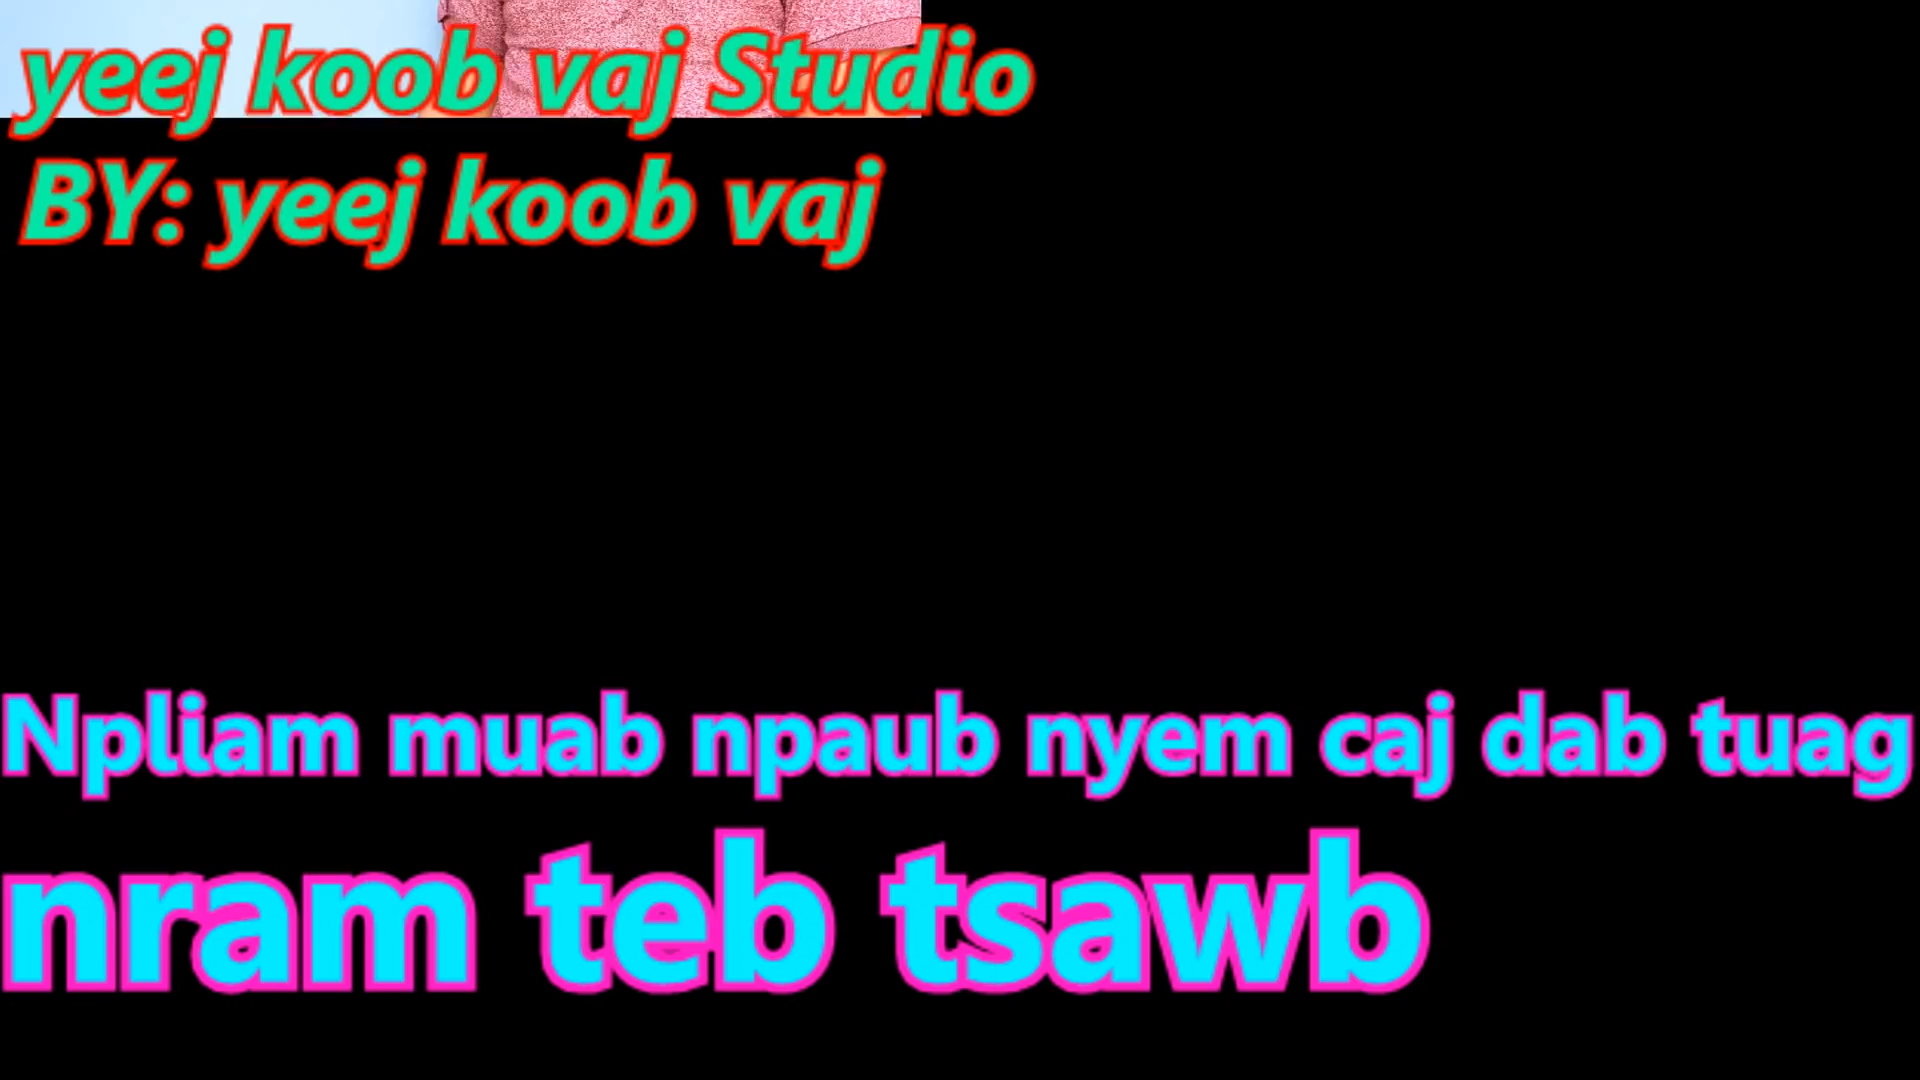 yeej koob vaj Studio
BY: yeej koob vaj
Npliam muab npaub nyem caj dab tuag
nram teb tsawb